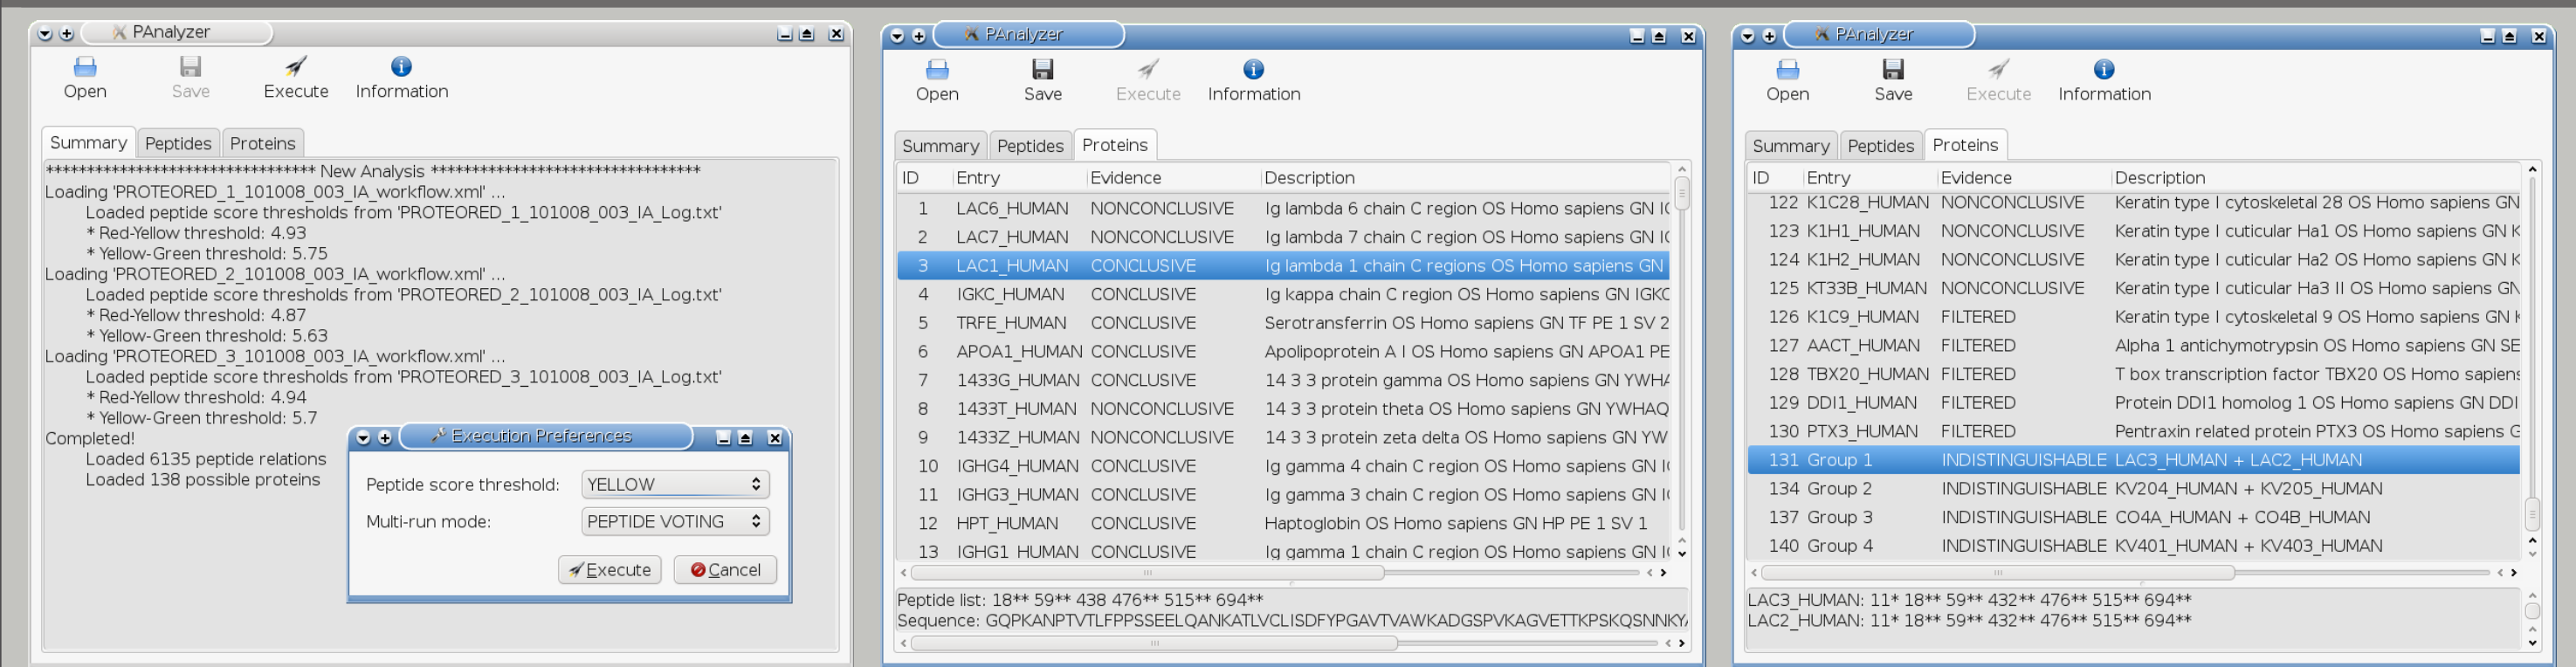 PAnalyzer
Open
Save
Execute
Information
Summary
Peptides
Proteins
******************************** New Analysis ********************************
Loading 'PROTEORED_1_101008_003_IA_workflow.xml' ...
Loaded peptide score thresholds from 'PROTEORED_1_101008_003_IA_Log.txt'
* Red-Yellow threshold: 4.93
* Yellow-Green threshold: 5.75
Loading 'PROTEORED_2_101008_003_IA_workflow.xml' ...
Loaded peptide score thresholds from 'PROTEORED_2_101008_003_IA_Log.txt'
* Red-Yellow threshold: 4.87
* Yellow-Green threshold: 5.63
Loading 'PROTEORED_3_101008_003_IA_workflow.xml' ...
Loaded peptide score thresholds from 'PROTEORED_3_101008_003_IA_Log.txt'
* Red-Yellow threshold: 4.94
* Yellow-Green threshold: 5.7
Completed!
Loaded 6135 peptide relations
Loaded 138 possible proteins
Execution Preferences
Peptide score threshold: YELLOW
Multi-run mode: PEPTIDE VOTING
Execute
Cancel
PAnalyzer
Open
Save
Execute
Information
Summary
Peptides
Proteins
ID Entry Evidence Description
1 LAC6_HUMAN NONCONCLUSIVE Ig lambda 6 chain C region OS Homo sapiens GN
2 LAC7_HUMAN NONCONCLUSIVE Ig lambda 7 chain C region OS Homo sapiens GN
3 LAC1_HUMAN CONCLUSIVE Ig lambda 1 chain C regions OS Homo sapiens GN
4 IGKC_HUMAN CONCLUSIVE Ig kappa chain C region OS Homo sapiens GN IGKC
5 TRFE_HUMAN CONCLUSIVE Serotransferrin OS Homo sapiens GN TF PE 1 SV 2
6 APOA1_HUMAN CONCLUSIVE Apolipoprotein A I OS Homo sapiens GN APOA1 PE
7 1433G_HUMAN CONCLUSIVE 14 3 3 protein gamma OS Homo sapiens GN YWHA
8 1433T_HUMAN NONCONCLUSIVE 14 3 3 protein theta OS Homo sapiens GN YWHAQ
9 1433Z_HUMAN NONCONCLUSIVE 14 3 3 protein zeta delta OS Homo sapiens GN YW
10 IGHG4_HUMAN CONCLUSIVE Ig gamma 4 chain C region OS Homo sapiens GN
11 IGHG3_HUMAN CONCLUSIVE Ig gamma 3 chain C region OS Homo sapiens GN
12 HPT_HUMAN CONCLUSIVE Haptoglobin OS Homo sapiens GN HP PE 1 SV 1
13 IGHG1_HUMAN CONCLUSIVE Ig gamma 1 chain C region OS Homo sapiens GN
Peptide list: 18** 59** 438 476** 515** 694**
Sequence: GQPKANPTVTLFPPSSEELQANKATLVCLISDFYPGAVTVAWKADGSPVKAGVETTKPSKQSNNKY
PAnalyzer
Open
Save
Execute
Information
Summary
Peptides
Proteins
ID Entry Evidence Description
122 K1C28_HUMAN NONCONCLUSIVE Keratin type I cytoskeletal 28 OS Homo sapiens GN
123 K1H1_HUMAN NONCONCLUSIVE Keratin type I cuticular Ha1 OS Homo sapiens GN K
124 K1H2_HUMAN NONCONCLUSIVE Keratin type I cuticular Ha2 OS Homo sapiens GN K
125 KT33B_HUMAN NONCONCLUSIVE Keratin type I cuticular Ha3 II OS Homo sapiens GN
126 K1C9_HUMAN FILTERED Keratin type I cytoskeletal 9 OS Homo sapiens GN K
127 AACT_HUMAN FILTERED Alpha 1 antichymotrypsin OS Homo sapiens GN SE
128 TBX20_HUMAN FILTERED T box transcription factor TBX20 OS Homo sapiens
129 DDI1_HUMAN FILTERED Protein DDI1 homolog 1 OS Homo sapiens GN DDI
130 PTX3_HUMAN FILTERED Pentraxin related protein PTX3 OS Homo sapiens G
131 Group 1 INDISTINGUISHABLE LAC3_HUMAN + LAC2_HUMAN
134 Group 2 INDISTINGUISHABLE KV204_HUMAN + KV205_HUMAN
137 Group 3 INDISTINGUISHABLE CO4A_HUMAN + CO4B_HUMAN
140 Group 4 INDISTINGUISHABLE KV401_HUMAN + KV403_HUMAN
LAC3_HUMAN: 11* 18** 59** 432** 476** 515** 694**
LAC2_HUMAN: 11* 18** 59** 432** 476** 515** 694**